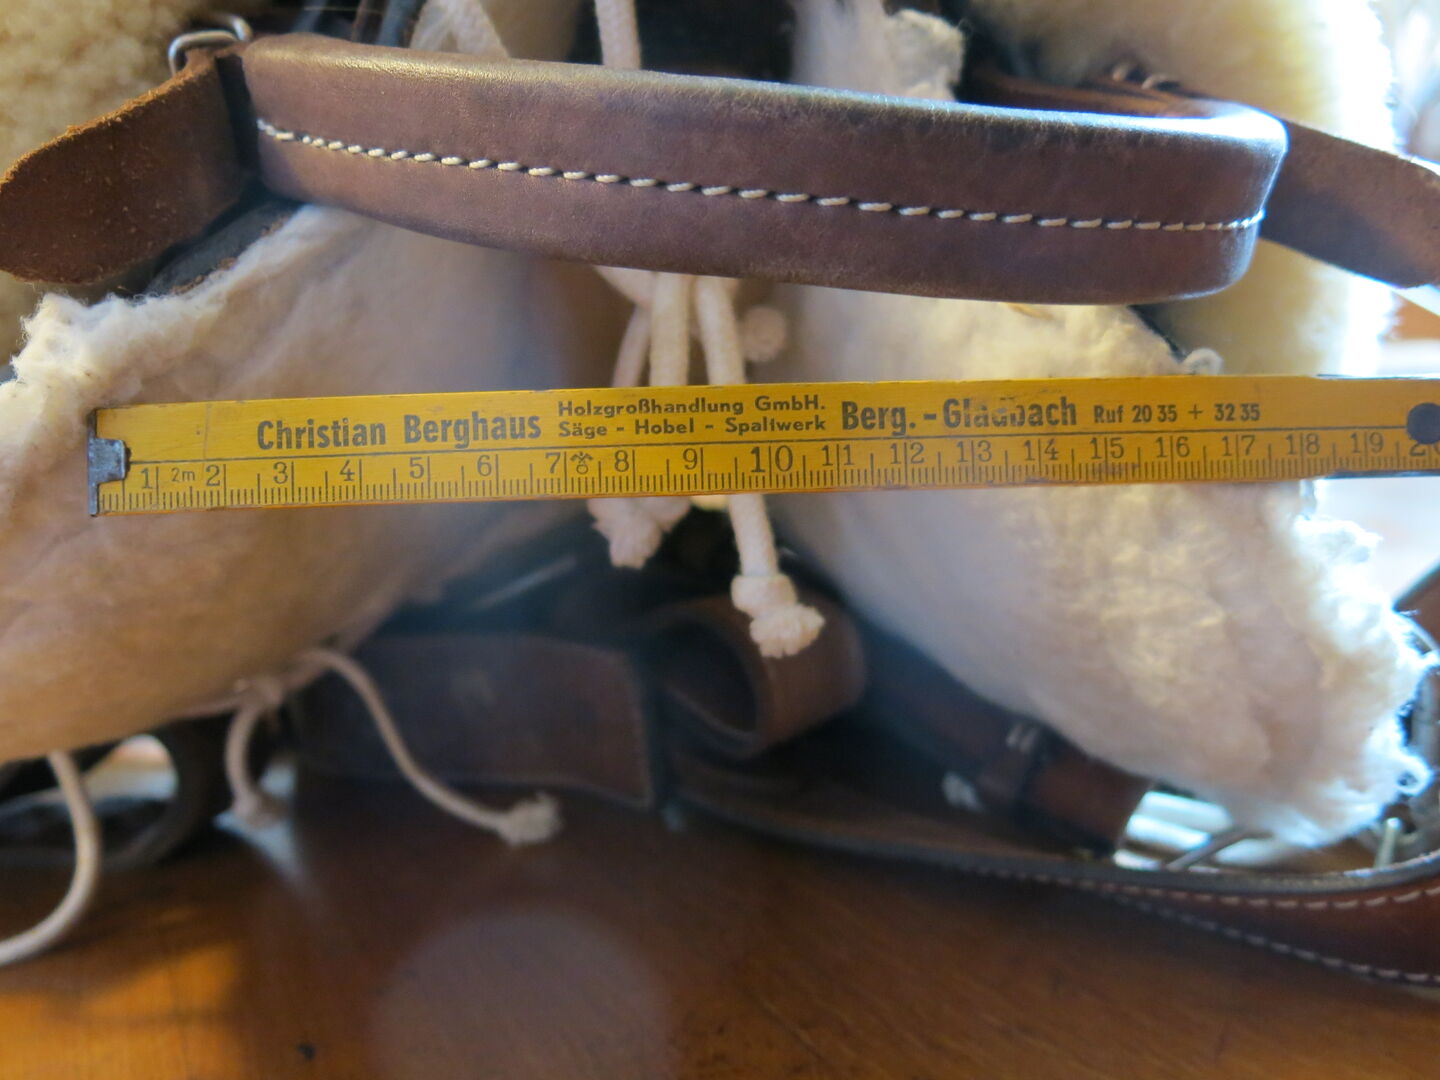 Christian Berghaus Holzgroßhandlung GmbH. Berg.-Gladbach Ruf 20 35 + 32 35
Säge - Hobel - Spaltwerk
1 2m 2 3 4 5 6 7 8 9 10 11 12 13 14 15 16 17 18 19